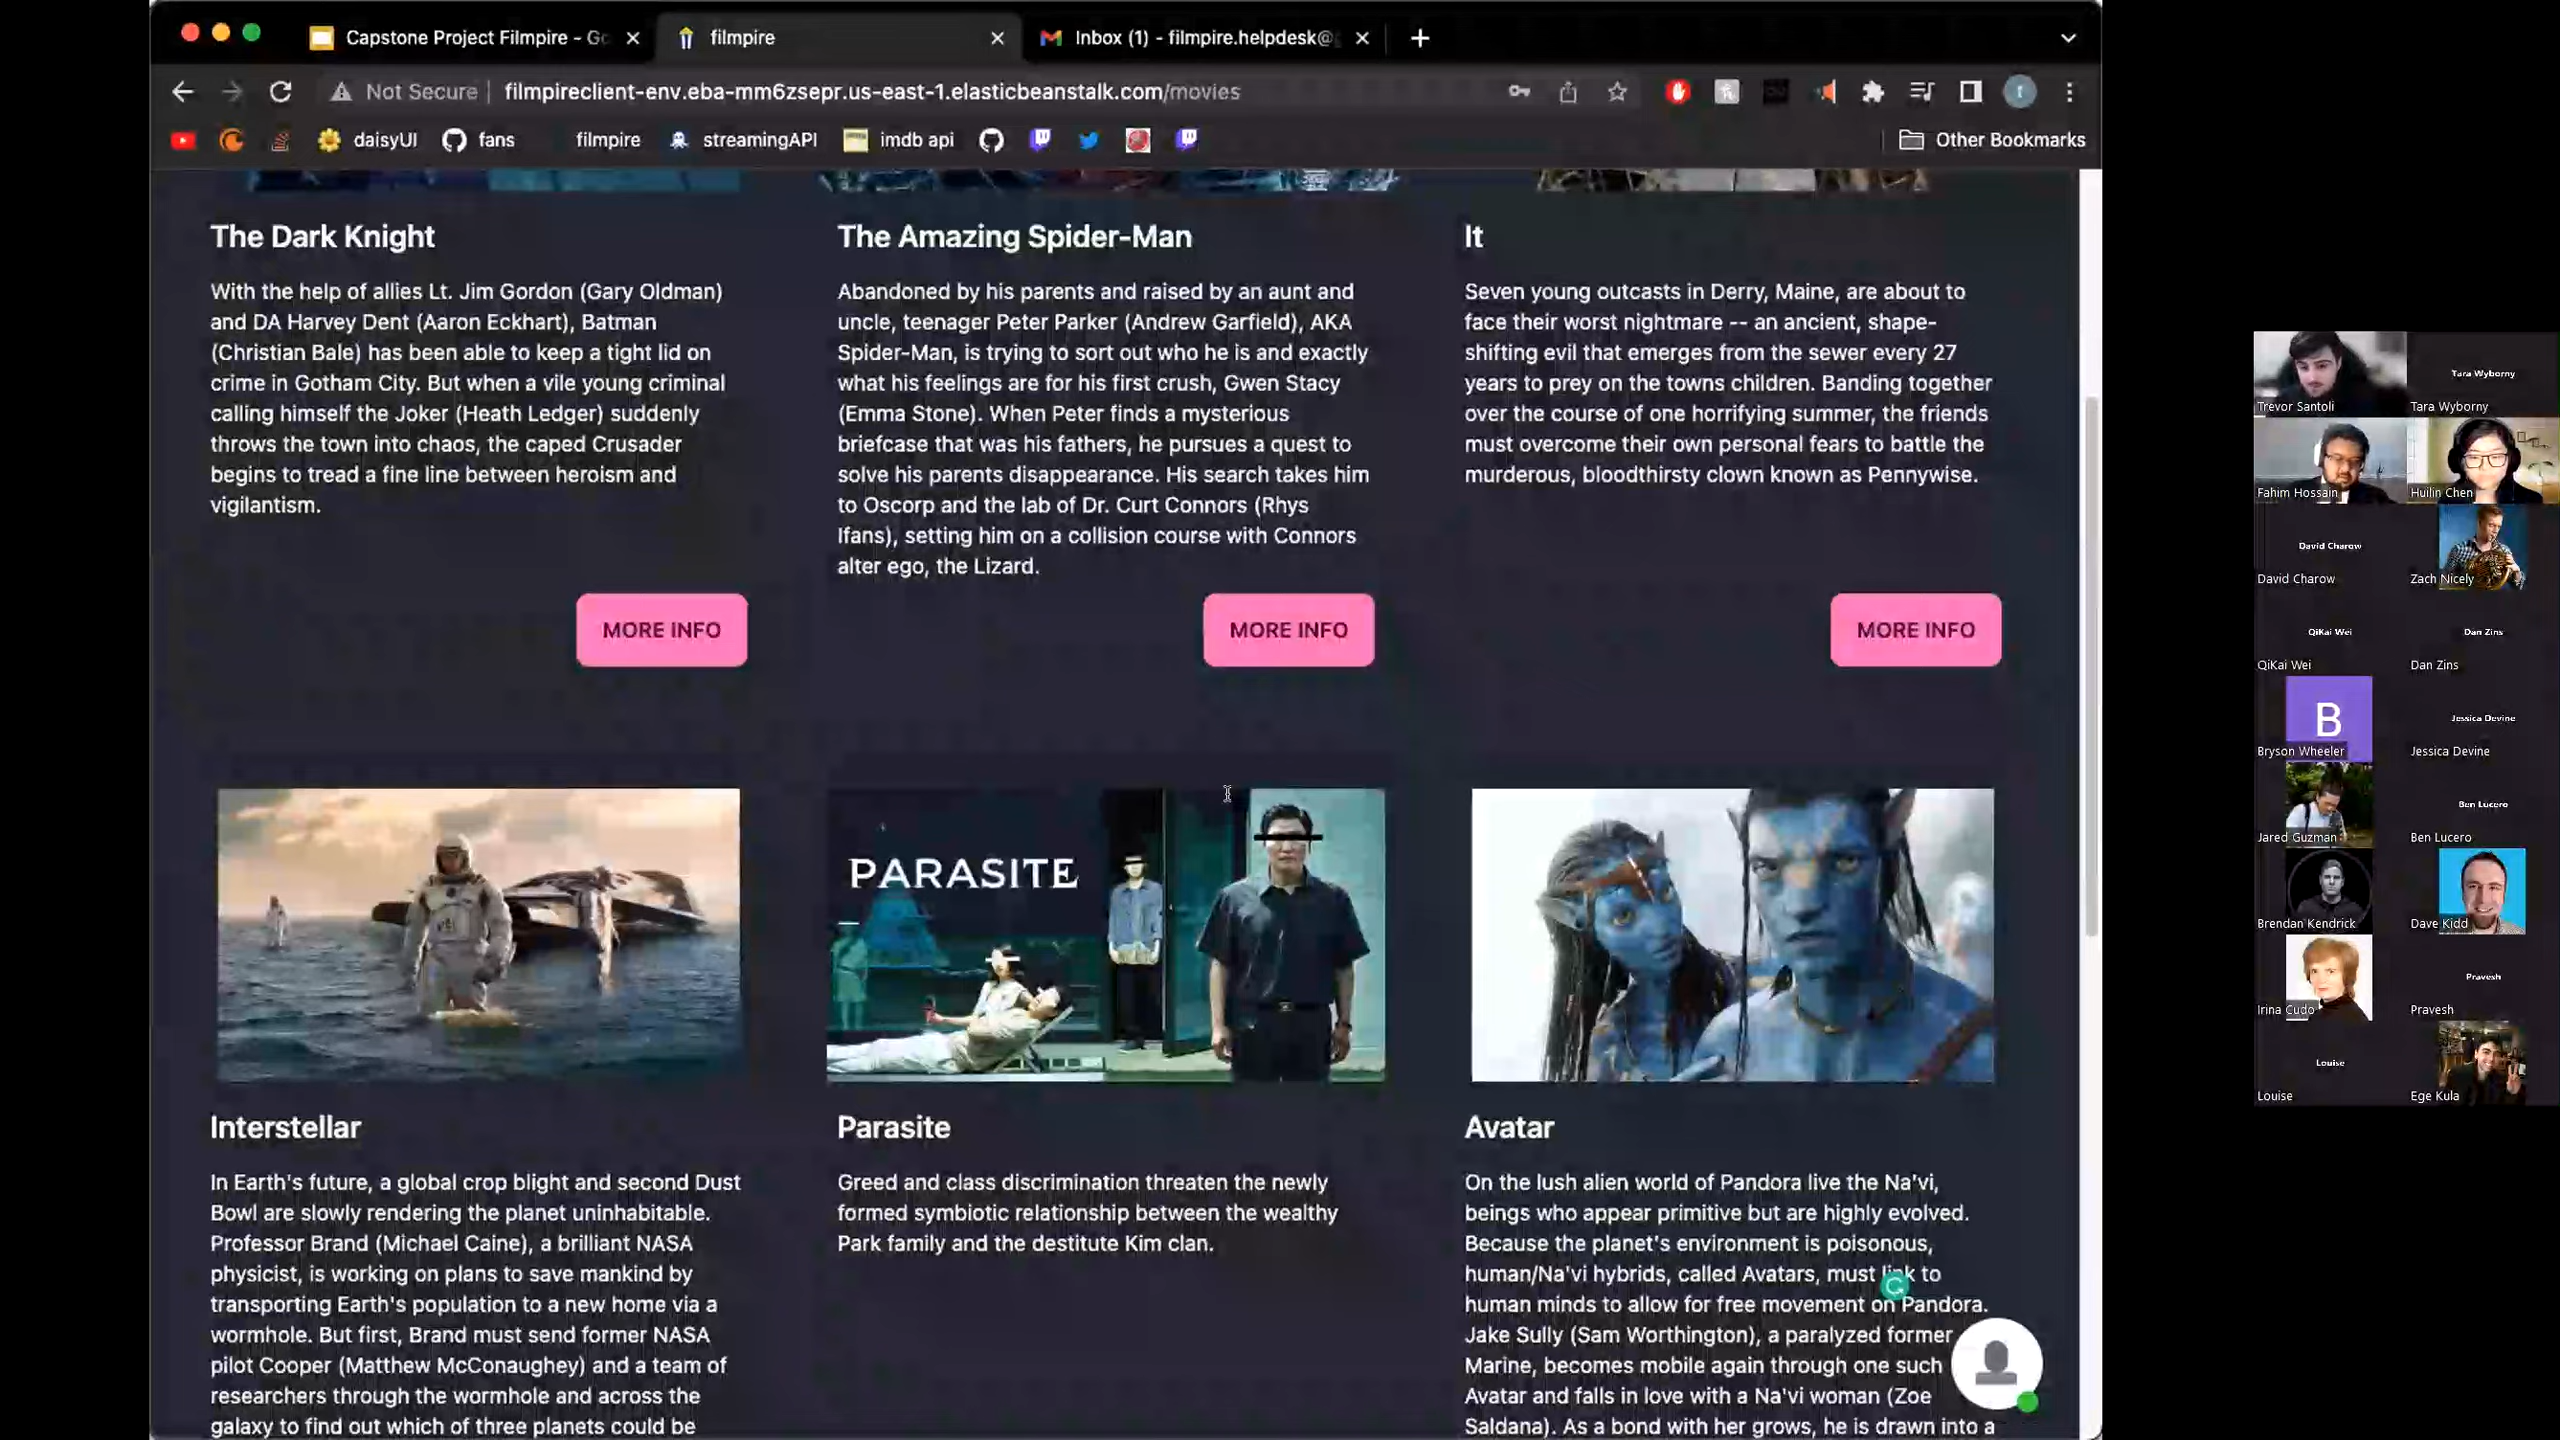 Capstone Project Filmpire - Go
filmpire
Inbox (1) - filmpire.helpdesk@
Not Secure
filmpireclient-env.eba-mm6zsepr.us-east-1.elasticbeanstalk.com/movies
daisyUI
fans
filmpire
streamingAPI
imdb api
Other Bookmarks
The Dark Knight
With the help of allies Lt. Jim Gordon (Gary Oldman)
and DA Harvey Dent (Aaron Eckhart), Batman
(Christian Bale) has been able to keep a tight lid on
crime in Gotham City. But when a vile young criminal
calling himself the Joker (Heath Ledger) suddenly
throws the town into chaos, the caped Crusader
begins to tread a fine line between heroism and
vigilantism.
MORE INFO
The Amazing Spider-Man
Abandoned by his parents and raised by an aunt and
uncle, teenager Peter Parker (Andrew Garfield), AKA
Spider-Man, is trying to sort out who he is and exactly
what his feelings are for his first crush, Gwen Stacy
(Emma Stone). When Peter finds a mysterious
briefcase that was his fathers, he pursues a quest to
solve his parents disappearance. His search takes him
to Oscorp and the lab of Dr. Curt Connors (Rhys
Ifans), setting him on a collision course with Connors
alter ego, the Lizard.
MORE INFO
It
Seven young outcasts in Derry, Maine, are about to
face their worst nightmare -- an ancient, shape-
shifting evil that emerges from the sewer every 27
years to prey on the towns children. Banding together
over the course of one horrifying summer, the friends
must overcome their own personal fears to battle the
murderous, bloodthirsty clown known as Pennywise.
MORE INFO
Interstellar
In Earth's future, a global crop blight and second Dust
Bowl are slowly rendering the planet uninhabitable.
Professor Brand (Michael Caine), a brilliant NASA
physicist, is working on plans to save mankind by
transporting Earth's population to a new home via a
wormhole. But first, Brand must send former NASA
pilot Cooper (Matthew McConaughey) and a team of
researchers through the wormhole and across the
galaxy to find out which of three planets could be
PARASITE
Parasite
Greed and class discrimination threaten the newly
formed symbiotic relationship between the wealthy
Park family and the destitute Kim clan.
Avatar
On the lush alien world of Pandora live the Na'vi,
beings who appear primitive but are highly evolved.
Because the planet's environment is poisonous,
human/Na'vi hybrids, called Avatars, must link to
human minds to allow for free movement on Pandora.
Jake Sully (Sam Worthington), a paralyzed former
Marine, becomes mobile again through one such
Avatar and falls in love with a Na'vi woman (Zoe
Saldana). As a bond with her grows, he is drawn into a
Trevor Santoli
Tara Wyborny
Tara Wyborny
Fahim Hossain
Huilin Chen
David Charow
David Charow
Zach Nicely
QiKai Wei
QiKai Wei
Dan Zins
Dan Zins
B
Bryson Wheeler
Jessica Devine
Jessica Devine
Jared Guzman
Ben Lucero
Ben Lucero
Brendan Kendrick
Dave Kidd
Irina Cudo
Pravesh
Pravesh
Louise
Louise
Ege Kula